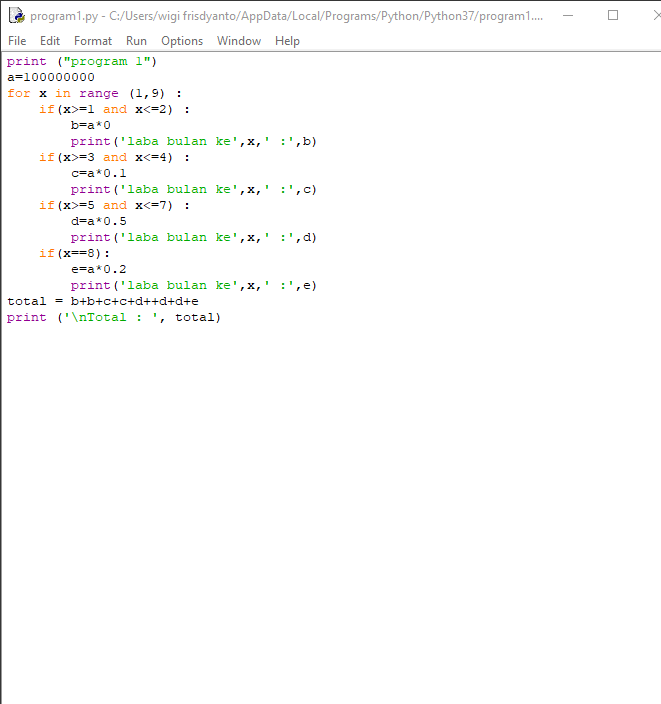 program1.py - C:/Users/wigi frisdyanto/AppData/Local/Programs/Python/Python37/program1....
File Edit Format Run Options Window Help
print ("program 1")
a=100000000
for x in range (1,9) :
    if(x>=1 and x<=2) :
        b=a*0
        print('laba bulan ke',x,' :',b)
    if(x>=3 and x<=4) :
        c=a*0.1
        print('laba bulan ke',x,' :',c)
    if(x>=5 and x<=7) :
        d=a*0.5
        print('laba bulan ke',x,' :',d)
    if(x==8):
        e=a*0.2
        print('laba bulan ke',x,' :',e)
total = b+b+c+c+d++d+d+e
print ('\nTotal : ', total)